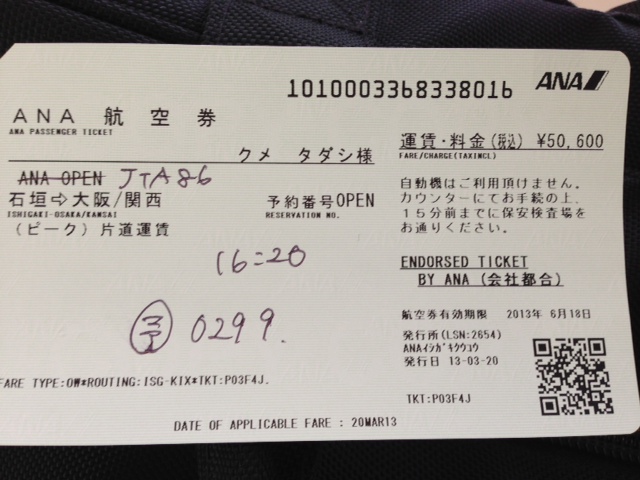 101000336833801６
ANA
ANA 航空券
ANA PASSENGER TICKET
運賃・料金(税込) ¥50,600
FARE/CHARGE(TAXINCL)
クメ タダシ様
ANA OPEN JTA86
石垣⇨大阪/関西
ISHIGAKI-OSAKA/KANSAI
予約番号OPEN
RESERVATION NO.
(ピーク) 片道運賃
自動機はご利用頂けません。
カウンターにてお手続の上、
15分前までに保安検査場を
お通りください。
16:20
ENDORSED TICKET
BY ANA (会社都合)
0299.
航空券有効期限 2013年 6月18日
発行所(LSN:2654)
ANAイシガキクウコウ
発行日 13-03-20
FARE TYPE:OW*ROUTING:ISG-KIX*TKT:P03F4J.
TKT:P03F4J
DATE OF APPLICABLE FARE : 20MAR13